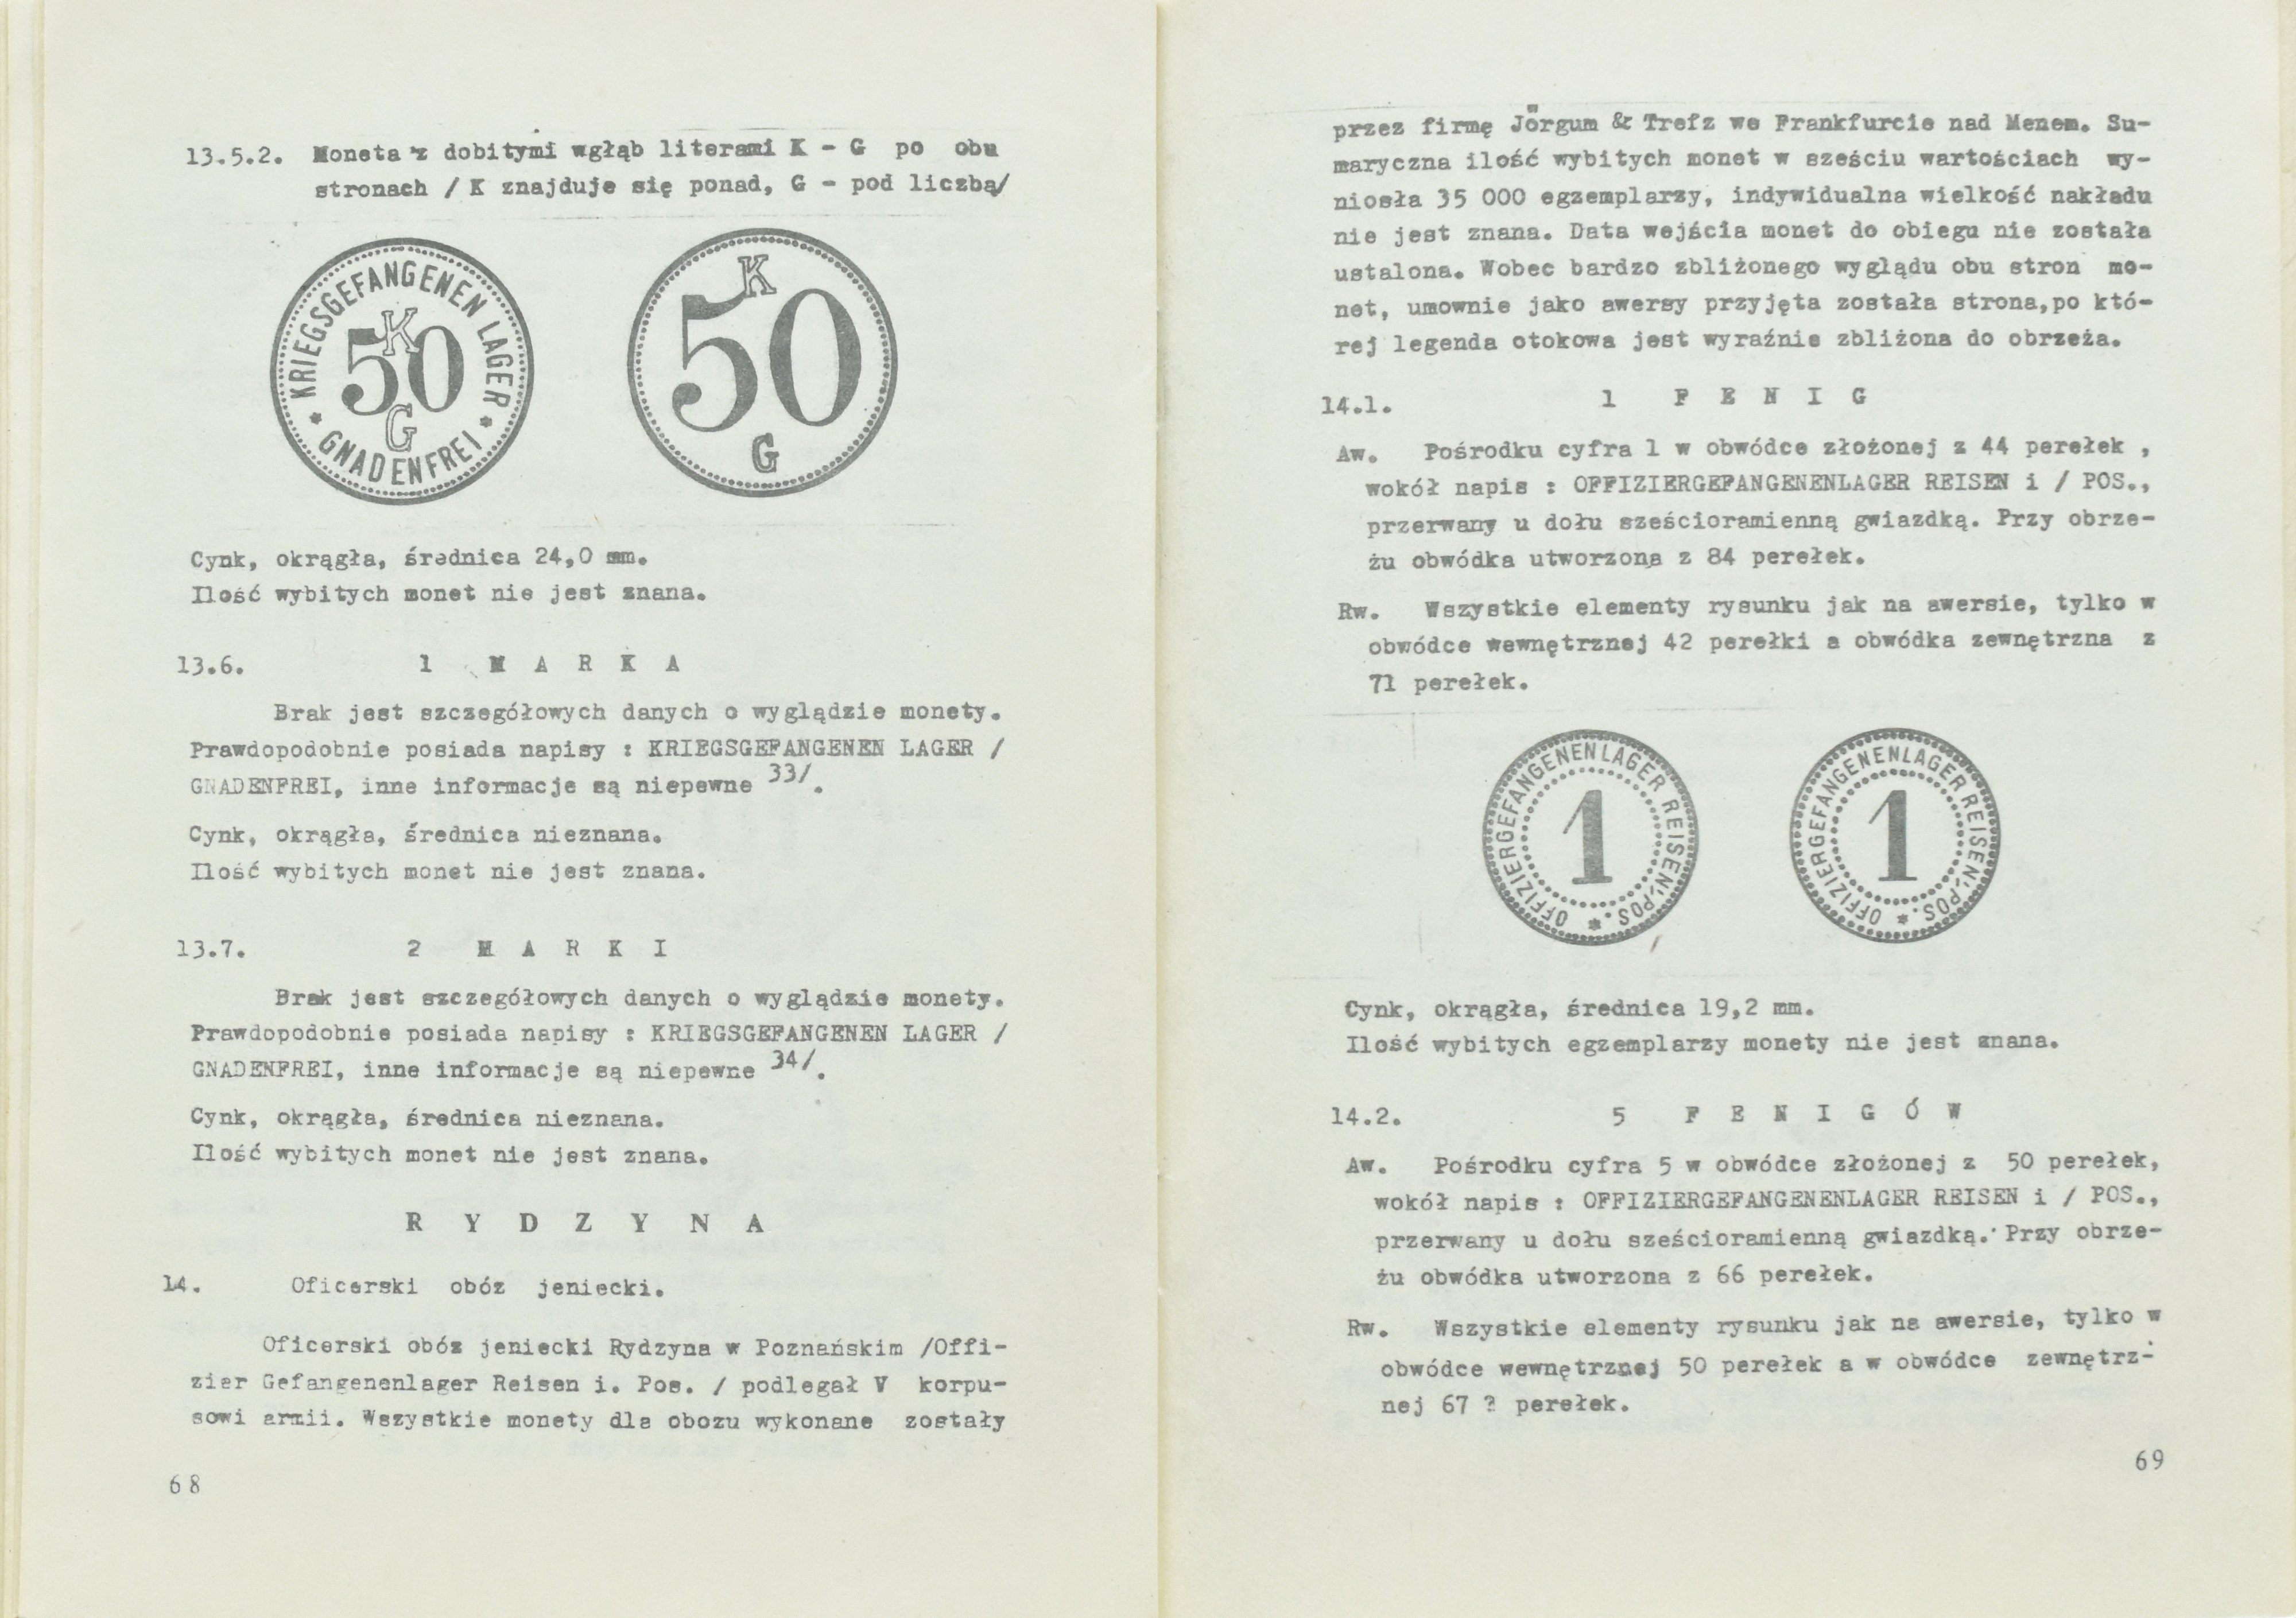 13.5.2. Moneta z dobitymi wgłąb literami K - G po obu
stronach / K znajduje się ponad, G - pod liczbą/
KRIEGSGEFANGENEN LAGER
K
50
G
* GNADENFREI *
K
50
G
Cynk, okrągła, średnica 24,0 mm.
Ilość wybitych monet nie jest znana.
13.6. 1 M A R K A
Brak jest szczegółowych danych o wyglądzie monety.
Prawdopodobnie posiada napisy : KRIEGSGEFANGENEN LAGER /
GNADENFREI, inne informacje są niepewne 33/.
Cynk, okrągła, średnica nieznana.
Ilość wybitych monet nie jest znana.
13.7. 2 M A R K I
Brak jest szczegółowych danych o wyglądzie monety.
Prawdopodobnie posiada napisy : KRIEGSGEFANGENEN LAGER /
GNADENFREI, inne informacje są niepewne 34/.
Cynk, okrągła, średnica nieznana.
Ilość wybitych monet nie jest znana.
R Y D Z Y N A
14. Oficerski obóz jeniecki.
Oficerski obóz jeniecki Rydzyna w Poznańskim /Offi-
zier Gefangenenlager Reisen i. Pos. / podlegał V korpu-
sowi armii. Wszystkie monety dla obozu wykonane zostały
68
przez firmę Jörgum & Trefz we Frankfurcie nad Menem. Su-
maryczna ilość wybitych monet w sześciu wartościach wy-
niosła 35 000 egzemplarzy, indywidualna wielkość nakładu
nie jest znana. Data wejścia monet do obiegu nie została
ustalona. Wobec bardzo zbliżonego wyglądu obu stron mo-
net, umownie jako awersy przyjęta została strona,po któ-
rej legenda otokowa jest wyraźnie zbliżona do obrzeża.
14.1. 1 F E N I G
Aw. Pośrodku cyfra 1 w obwódce złożonej z 44 perełek ,
wokół napis : OFFIZIERGEFANGENENLAGER REISEN i / POS.,
przerwany u dołu sześcioramienną gwiazdką. Przy obrze-
żu obwódka utworzona z 84 perełek.
Rw. Wszystkie elementy rysunku jak na awersie, tylko w
obwódce wewnętrznej 42 perełki a obwódka zewnętrzna z
71 perełek.
OFFIZIERGEFANGENENLAGER REISEN i/POS. *
1
OFFIZIERGEFANGENENLAGER REISEN i/POS. *
1
Cynk, okrągła, średnica 19,2 mm.
Ilość wybitych egzemplarzy monety nie jest znana.
14.2. 5 F E N I G Ó W
Aw. Pośrodku cyfra 5 w obwódce złożonej z 50 perełek,
wokół napis : OFFIZIERGEFANGENENLAGER REISEN i / POS.,
przerwany u dołu sześcioramienną gwiazdką. Przy obrze-
żu obwódka utworzona z 66 perełek.
Rw. Wszystkie elementy rysunku jak na awersie, tylko w
obwódce wewnętrznej 50 perełek a w obwódce zewnętrz-
nej 67 ? perełek.
69